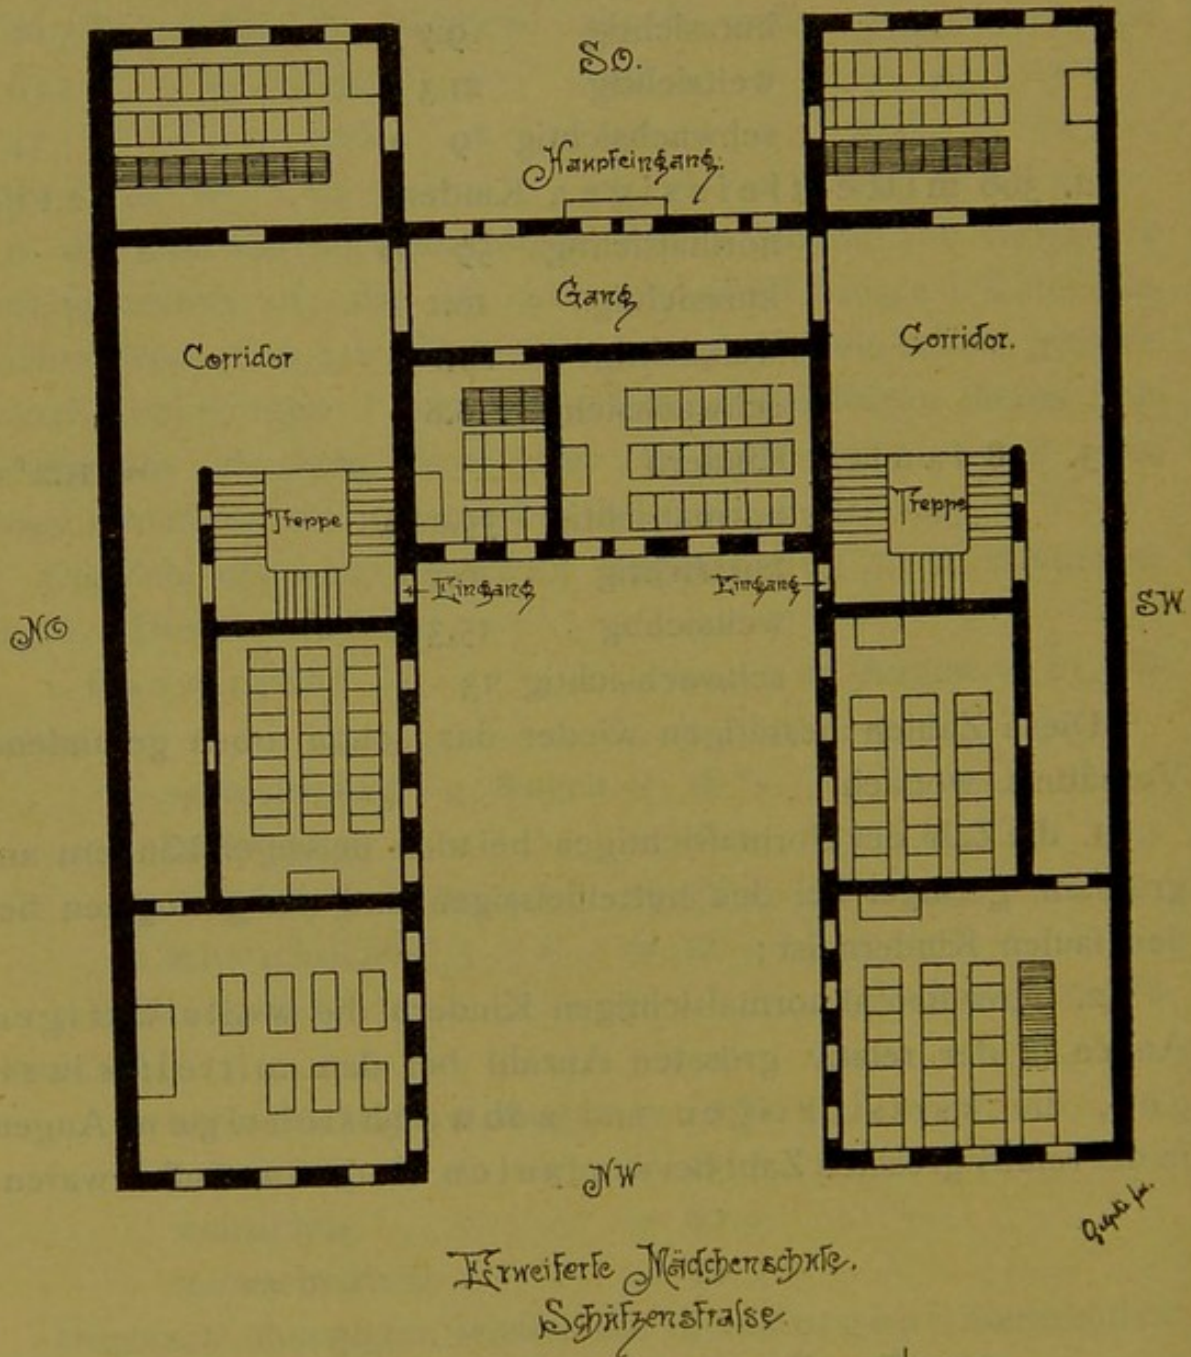 SO.
Haupteingang.
Gang
Corridor
Corridor.
Treppe
Treppe
Eingang
Eingang
NO
SW
NW
Erweiterte Mädchenschule.
Schützenstrasse